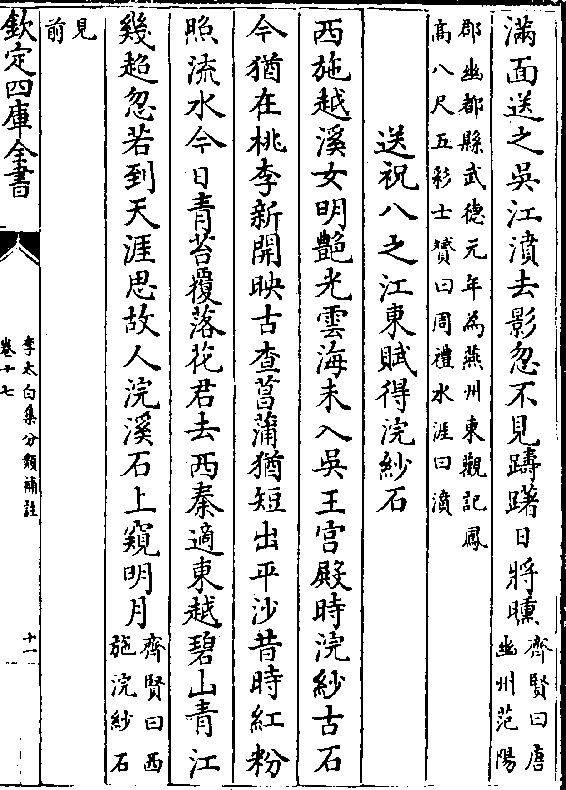 滿面送之吳江濆去影忽不見躊躇日將曛齊賢曰唐
幽州范陽
郡幽都縣武德元年為燕州東觀記鳳
高八尺五彩士贇曰周禮水涯曰濆
送祝八之江東賦得浣紗石
西施越溪女明艷光雲海未入吳王宮殿時浣紗古石
今猶在桃李新開映古查菖蒲猶短出平沙昔時紅粉
照流水今日青苔覆落花君去西秦適東越碧山青江
幾超忽若到天涯思故人浣溪石上窺明月齊賢曰西
施浣紗石
見
前
欽定四庫全書
李太白集分類補註
卷十七
十一